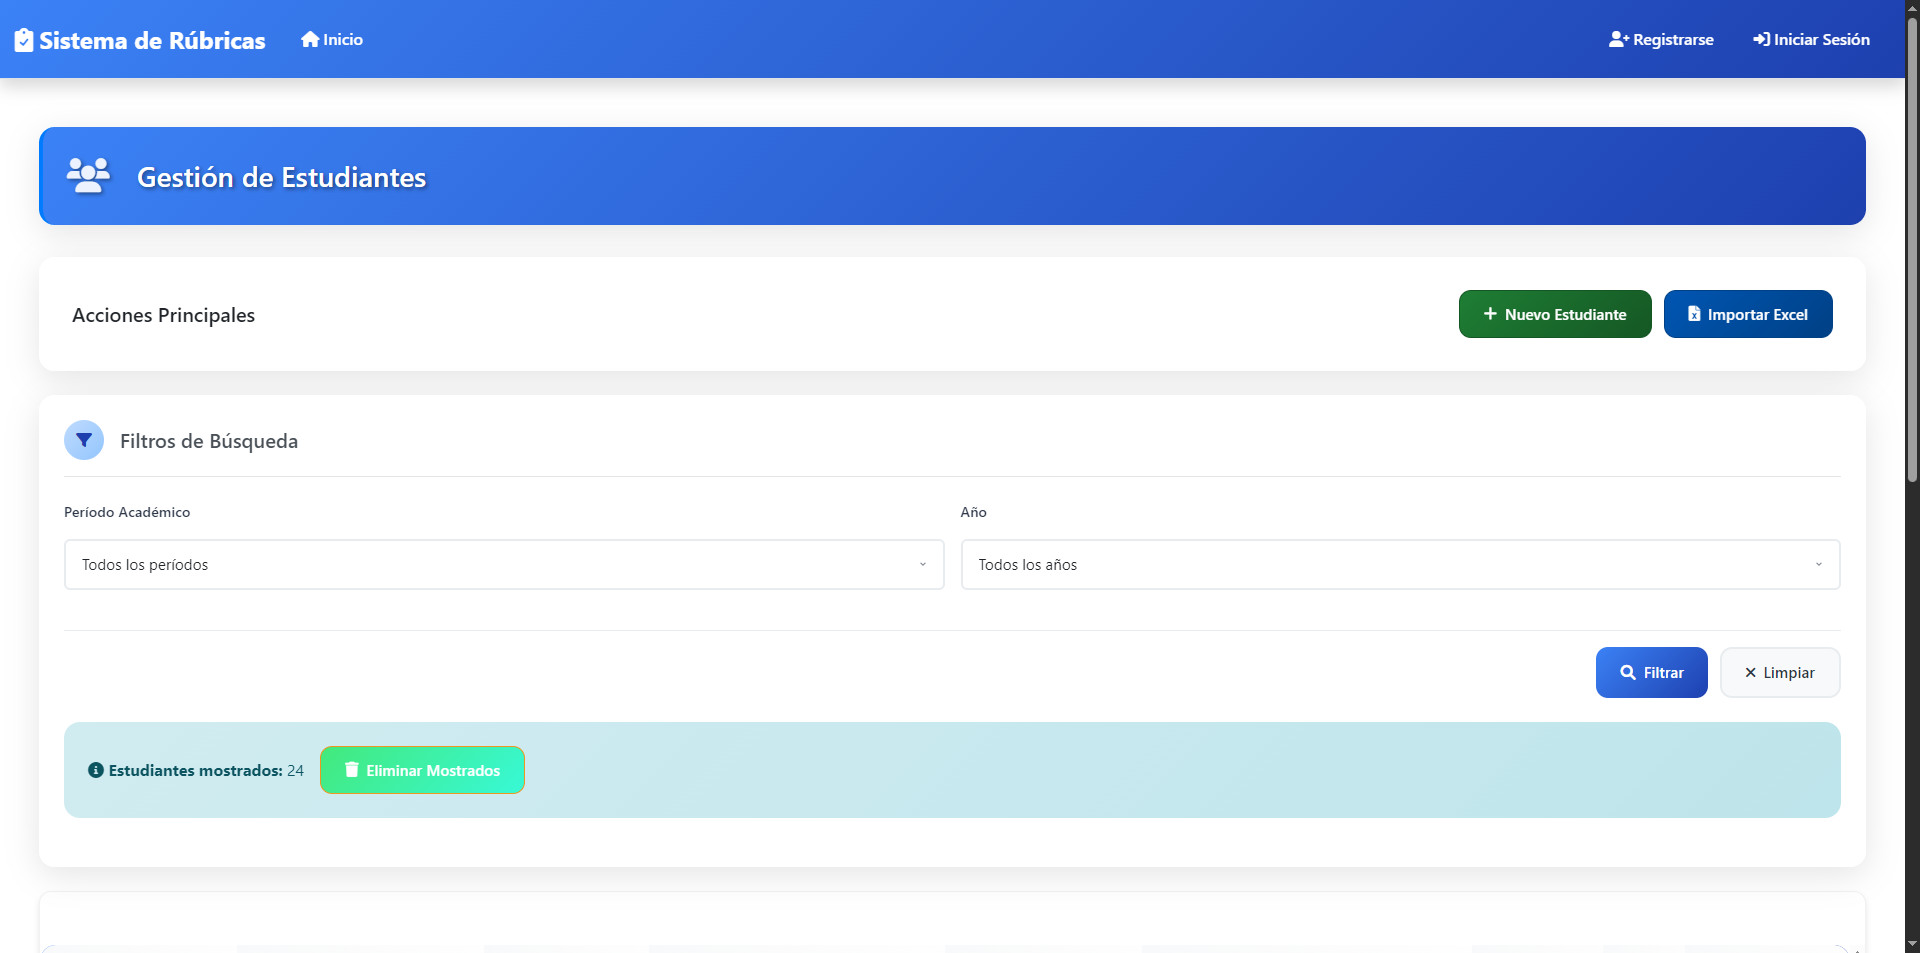 Sistema de Rúbricas
Inicio
Registrarse
Iniciar Sesión
Gestión de Estudiantes
Acciones Principales
Nuevo Estudiante
Importar Excel
Filtros de Búsqueda
Período Académico
Año
Todos los períodos
Todos los años
Filtrar
Limpiar
Estudiantes mostrados: 24
Eliminar Mostrados